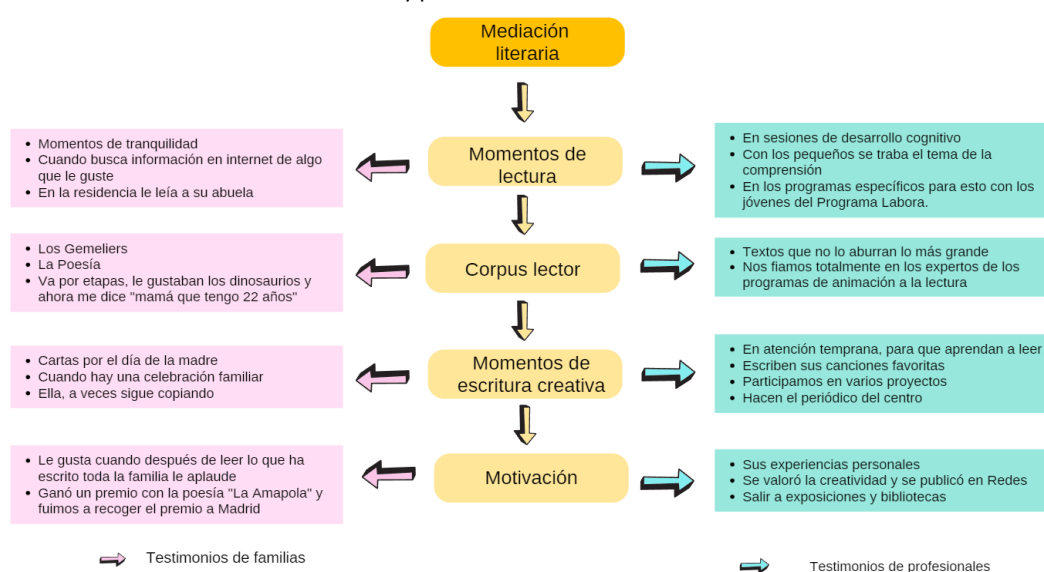 Mediación
literaria
Momentos de
lectura
• Momentos de tranquilidad
• Cuando busca información en internet de algo
que le guste
• En la residencia le leía a su abuela
• En sesiones de desarrollo cognitivo
• Con los pequeños se traba el tema de la
comprensión
• En los programas específicos para esto con los
jóvenes del Programa Labora.
Corpus lector
• Los Gemeliers
• La Poesía
• Va por etapas, le gustaban los dinosaurios y
ahora me dice "mamá que tengo 22 años"
• Textos que no lo aburran lo más grande
• Nos fiamos totalmente en los expertos de los
programas de animación a la lectura
Momentos de
escritura creativa
• Cartas por el día de la madre
• Cuando hay una celebración familiar
• Ella, a veces sigue copiando
• En atención temprana, para que aprendan a leer
• Escriben sus canciones favoritas
• Participamos en varios proyectos
• Hacen el periódico del centro
Motivación
• Le gusta cuando después de leer lo que ha
escrito toda la familia le aplaude
• Ganó un premio con la poesía "La Amapola" y
fuimos a recoger el premio a Madrid
• Sus experiencias personales
• Se valoró la creatividad y se publicó en Redes
• Salir a exposiciones y bibliotecas
Testimonios de familias
Testimonios de profesionales